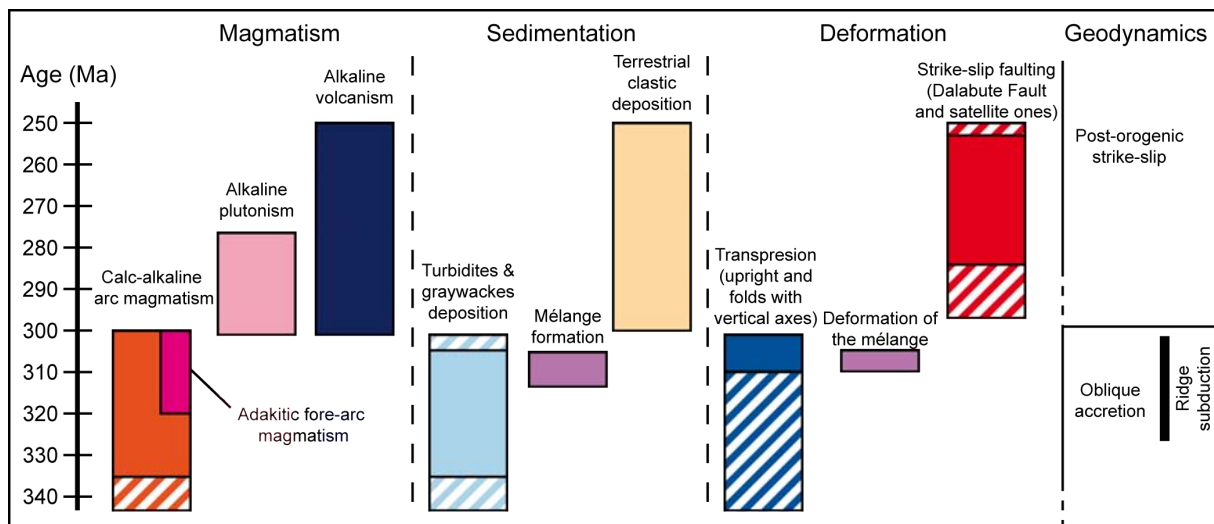 Magmatism
Sedimentation
Deformation
Geodynamics
Age (Ma)
250
260
270
280
290
300
310
320
330
340
Calc-alkaline
arc magmatism
Adakitic fore-arc
magmatism
Alkaline
plutonism
Alkaline
volcanism
Turbidites &
graywackes
deposition
Mélange
formation
Terrestrial
clastic
deposition
Transpresion
(upright and
folds with
vertical axes)
Deformation of
the mélange
Strike-slip faulting
(Dalabute Fault
and satellite ones)
Post-orogenic
strike-slip
Oblique
accretion
Ridge
subduction